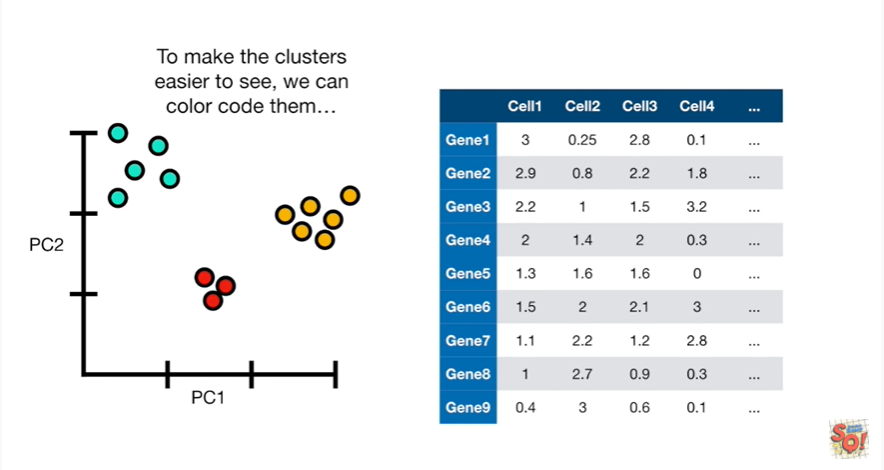 To make the clusters
easier to see, we can
color code them...
PC2
PC1
Cell1 Cell2 Cell3 Cell4 ...
Gene1 3 0.25 2.8 0.1 ...
Gene2 2.9 0.8 2.2 1.8 ...
Gene3 2.2 1 1.5 3.2 ...
Gene4 2 1.4 2 0.3 ...
Gene5 1.3 1.6 1.6 0 ...
Gene6 1.5 2 2.1 3 ...
Gene7 1.1 2.2 1.2 2.8 ...
Gene8 1 2.7 0.9 0.3 ...
Gene9 0.4 3 0.6 0.1 ...
SQ!